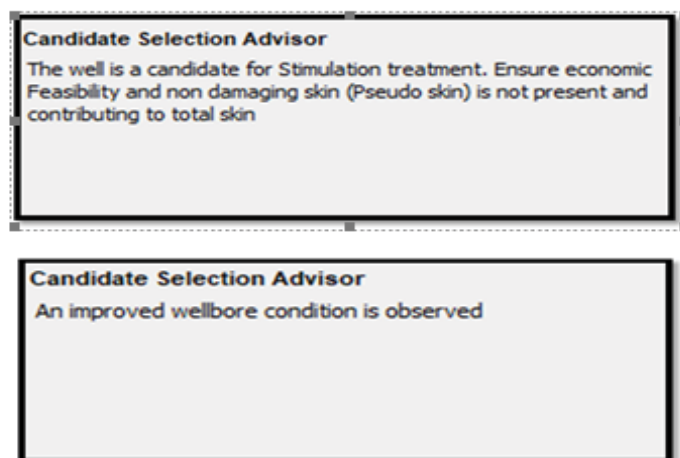 Candidate Selection Advisor
The well is a candidate for Stimulation treatment. Ensure economic
Feasibility and non damaging skin (Pseudo skin) is not present and
contributing to total skin
Candidate Selection Advisor
An improved wellbore condition is observed